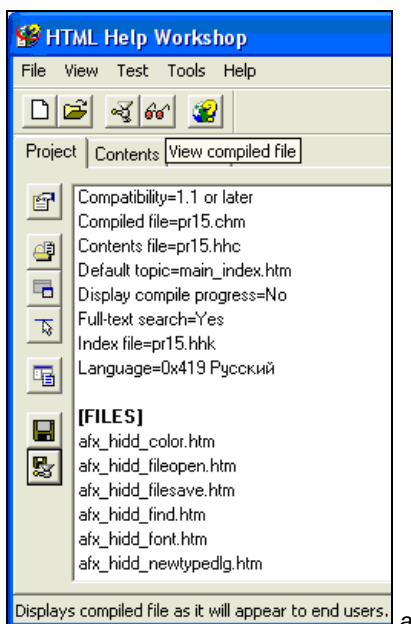 HTML Help Workshop
File View Test Tools Help
Project Contents View compiled file
Compatibility=1.1 or later
Compiled file=pr15.chm
Contents file=pr15.hhc
Default topic=main_index.htm
Display compile progress=No
Full-text search=Yes
Index file=pr15.hhk
Language=0x419 Русский
[FILES]
afx_hidd_color.htm
afx_hidd_fileopen.htm
afx_hidd_filesave.htm
afx_hidd_find.htm
afx_hidd_font.htm
afx_hidd_newtypedlg.htm
Displays compiled file as it will appear to end users.